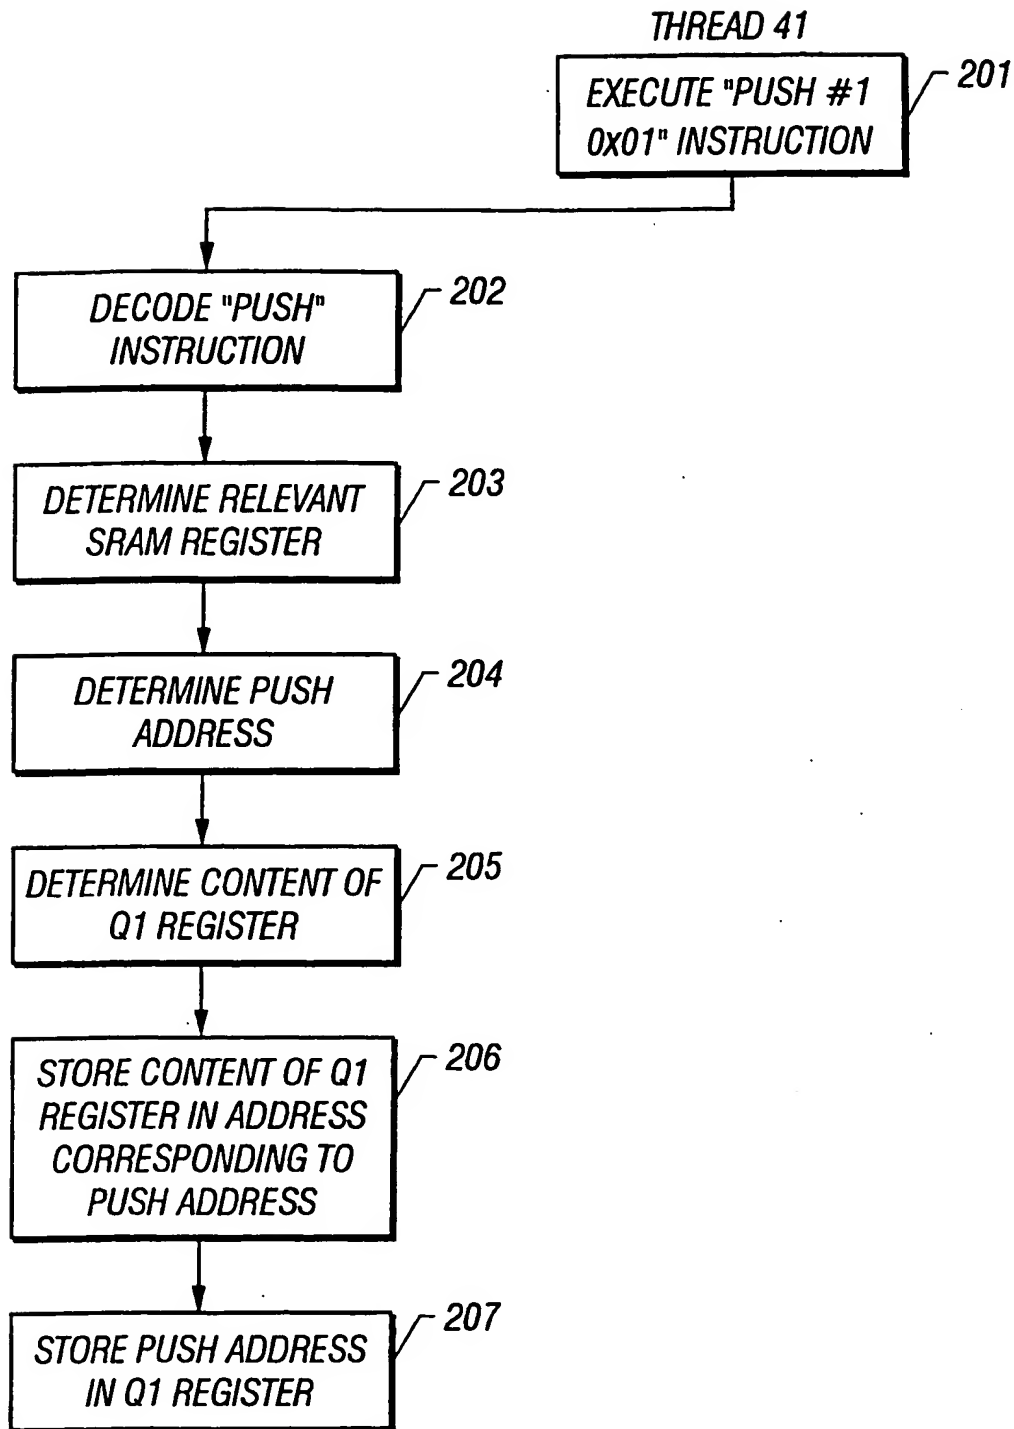 THREAD 41
EXECUTE "PUSH #1
0x01" INSTRUCTION
201
DECODE "PUSH"
INSTRUCTION
202
DETERMINE RELEVANT
SRAM REGISTER
203
DETERMINE PUSH
ADDRESS
204
DETERMINE CONTENT OF
Q1 REGISTER
205
STORE CONTENT OF Q1
REGISTER IN ADDRESS
CORRESPONDING TO
PUSH ADDRESS
206
STORE PUSH ADDRESS
IN Q1 REGISTER
207